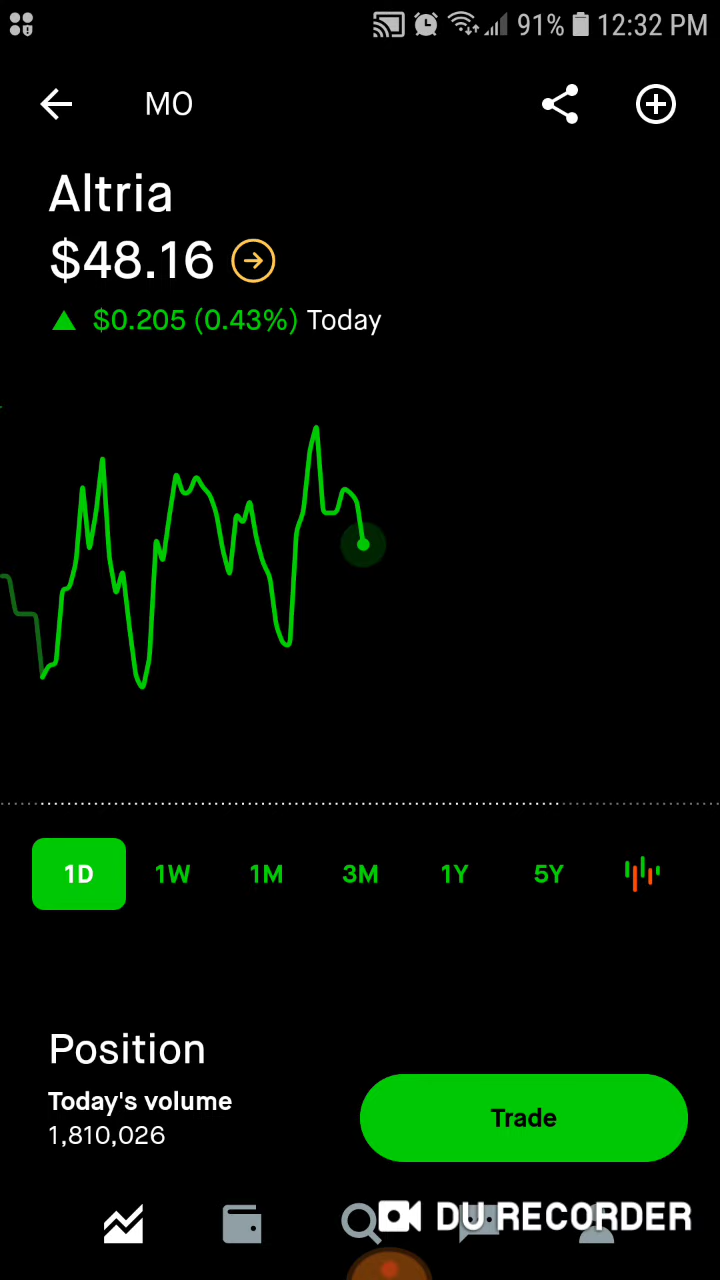 91% 12:32 PM
MO
Altria
$48.16
$0.205 (0.43%) Today
1D 1W 1M 3M 1Y 5Y
Position
Today's volume
1,810,026
Trade
DU RECORDER